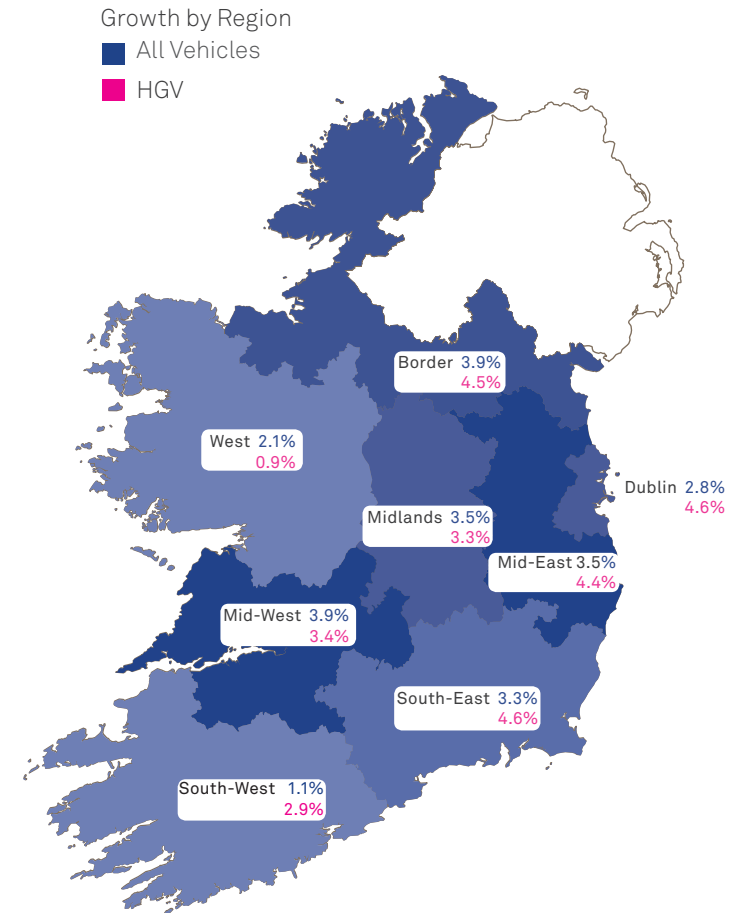 Growth by Region
All Vehicles
HGV
Border 3.9%
4.5%
West 2.1%
0.9%
Dublin 2.8%
4.6%
Midlands 3.5%
3.3%
Mid-East 3.5%
4.4%
Mid-West 3.9%
3.4%
South-East 3.3%
4.6%
South-West 1.1%
2.9%